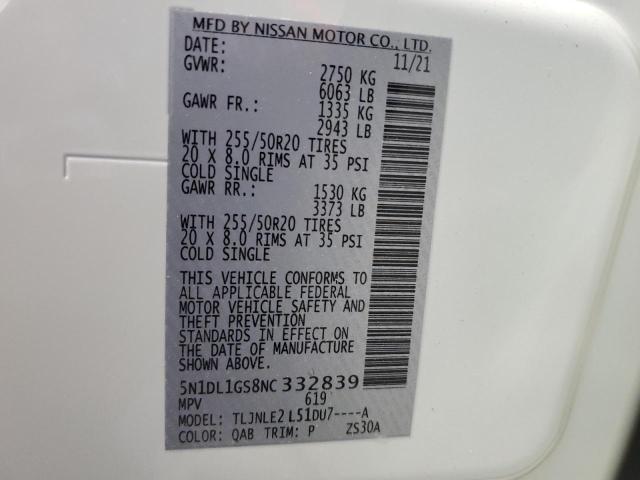 MFD BY NISSAN MOTOR CO., LTD.
DATE: 11/21
GVWR: 2750 KG
6063 LB
GAWR FR.: 1335 KG
2943 LB
WITH 255/50R20 TIRES
20 X 8.0 RIMS AT 35 PSI
COLD SINGLE
GAWR RR.: 1530 KG
3373 LB
WITH 255/50R20 TIRES
20 X 8.0 RIMS AT 35 PSI
COLD SINGLE
THIS VEHICLE CONFORMS TO
ALL APPLICABLE FEDERAL
MOTOR VEHICLE SAFETY AND
THEFT PREVENTION
STANDARDS IN EFFECT ON
THE DATE OF MANUFACTURE
SHOWN ABOVE.
5N1DL1GS8NC332839
MPV 619
MODEL: TLJNLE2 L51DU7----A
COLOR: QAB TRIM: P ZS30A